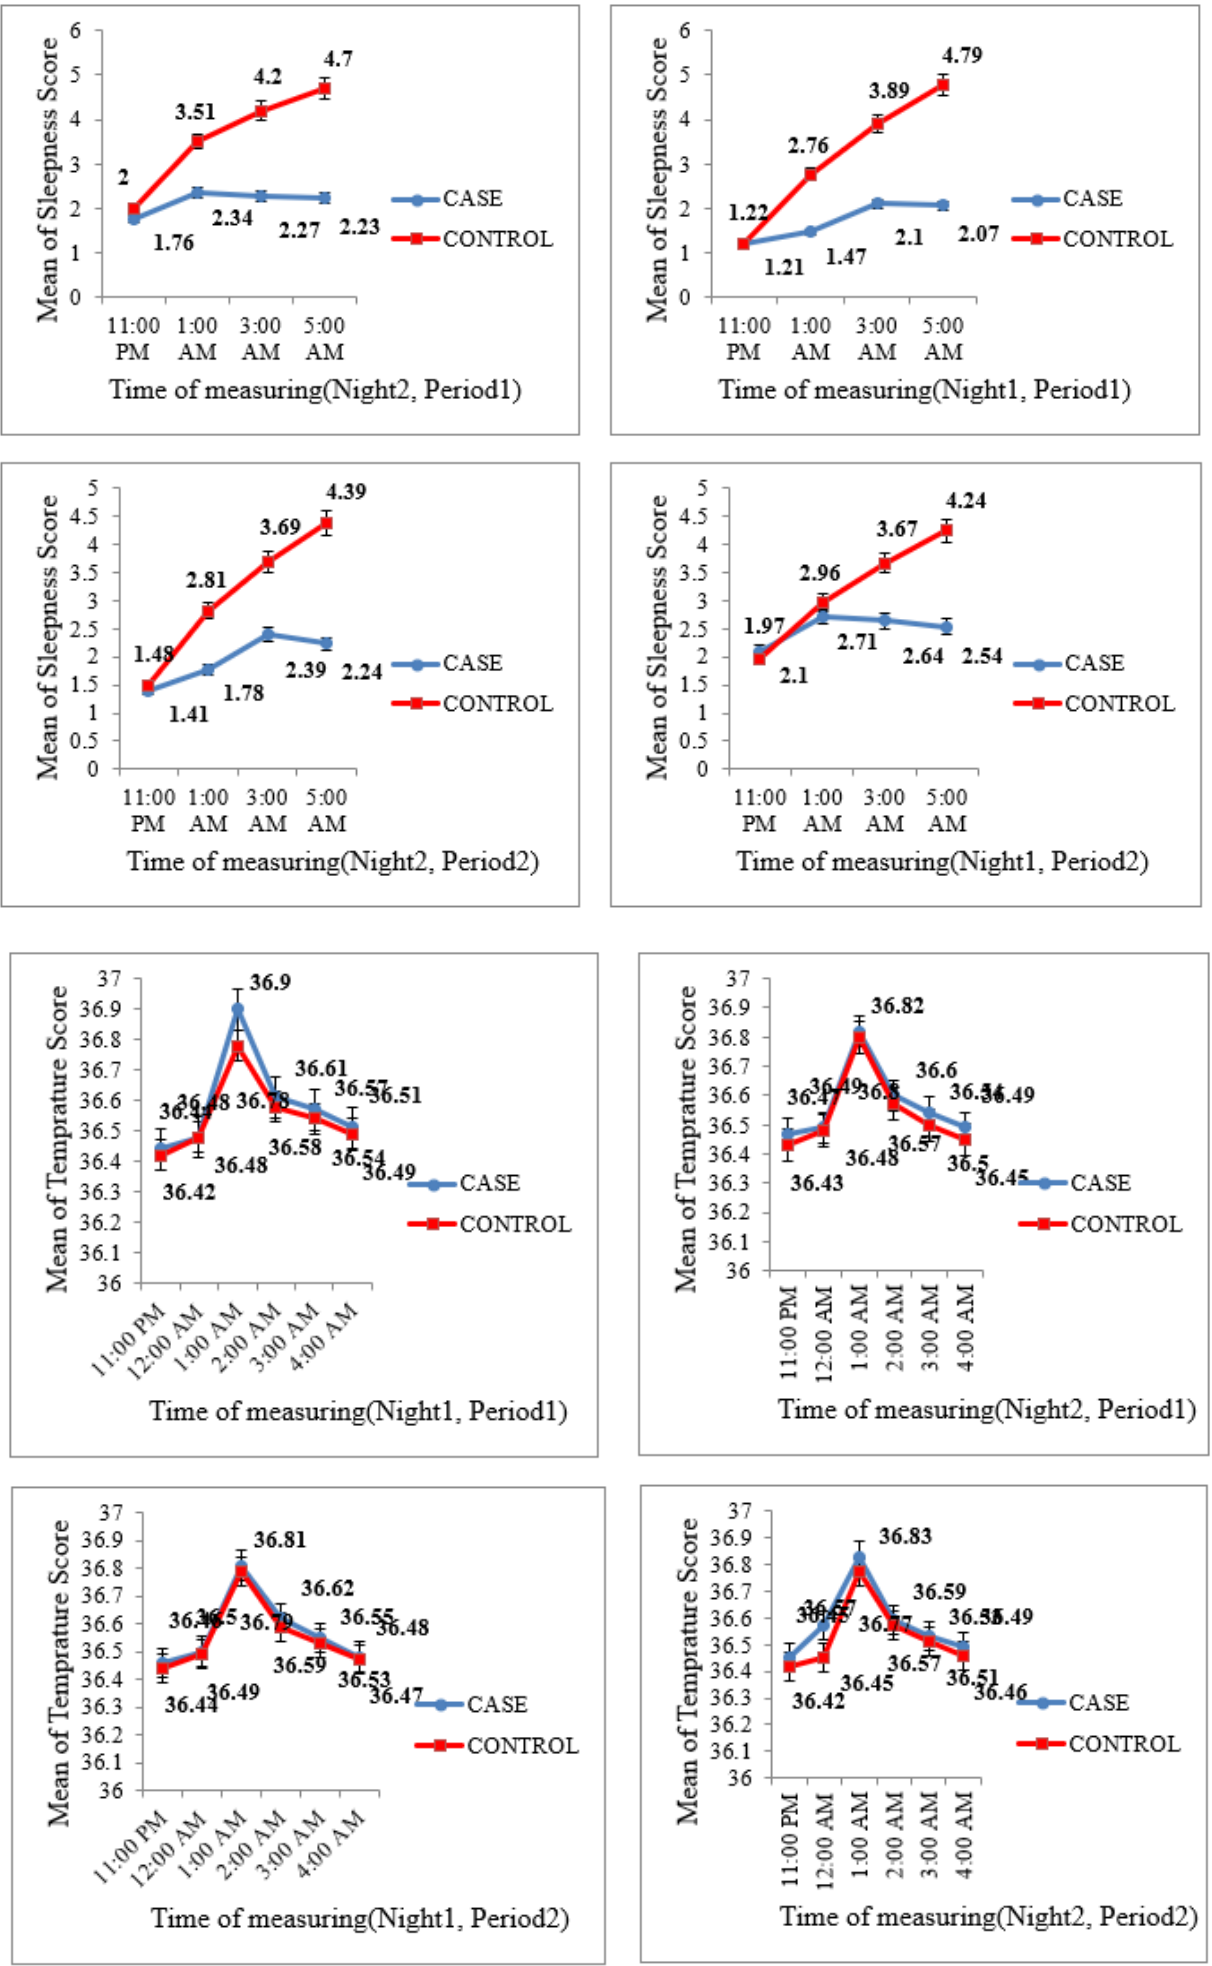 6
5
4
3
2
1
0
Mean of Sleepness Score
2
3.51
4.2
4.7
1.76
2.34
2.27
2.23
CASE
CONTROL
11:00 PM
1:00 AM
3:00 AM
5:00 AM
Time of measuring(Night2, Period1)
6
5
4
3
2
1
0
Mean of Sleepness Score
1.22
2.76
3.89
4.79
1.21
1.47
2.1
2.07
CASE
CONTROL
11:00 PM
1:00 AM
3:00 AM
5:00 AM
Time of measuring(Night1, Period1)
5
4.5
4
3.5
3
2.5
2
1.5
1
0.5
0
Mean of Sleepness Score
1.48
2.81
3.69
4.39
1.41
1.78
2.39
2.24
CASE
CONTROL
11:00 PM
1:00 AM
3:00 AM
5:00 AM
Time of measuring(Night2, Period2)
5
4.5
4
3.5
3
2.5
2
1.5
1
0.5
0
Mean of Sleepness Score
1.97
2.96
3.67
4.24
2.1
2.71
2.64
2.54
CASE
CONTROL
11:00 PM
1:00 AM
3:00 AM
5:00 AM
Time of measuring(Night1, Period2)
37
36.9
36.8
36.7
36.6
36.5
36.4
36.3
36.2
36.1
36
Mean of Temprature Score
36.44
36.48
36.9
36.61
36.57
36.51
36.42
36.48
36.78
36.58
36.54
36.49
CASE
CONTROL
11:00 PM
12:00 AM
1:00 AM
2:00 AM
3:00 AM
4:00 AM
Time of measuring(Night1, Period1)
37
36.9
36.8
36.7
36.6
36.5
36.4
36.3
36.2
36.1
36
Mean of Temprature Score
36.47
36.49
36.82
36.6
36.54
36.49
36.43
36.48
36.8
36.57
36.5
36.45
CASE
CONTROL
11:00 PM
12:00 AM
1:00 AM
2:00 AM
3:00 AM
4:00 AM
Time of measuring(Night2, Period1)
37
36.9
36.8
36.7
36.6
36.5
36.4
36.3
36.2
36.1
36
Mean of Temprature Score
36.5
36.81
36.62
36.55
36.48
36.44
36.49
36.79
36.59
36.53
36.47
CASE
CONTROL
11:00 PM
12:00 AM
1:00 AM
2:00 AM
3:00 AM
4:00 AM
Time of measuring(Night1, Period2)
37
36.9
36.8
36.7
36.6
36.5
36.4
36.3
36.2
36.1
36
Mean of Temprature Score
36.57
36.83
36.59
36.49
36.42
36.45
36.77
36.57
36.51
36.46
CASE
CONTROL
11:00 PM
12:00 AM
1:00 AM
2:00 AM
3:00 AM
4:00 AM
Time of measuring(Night2, Period2)